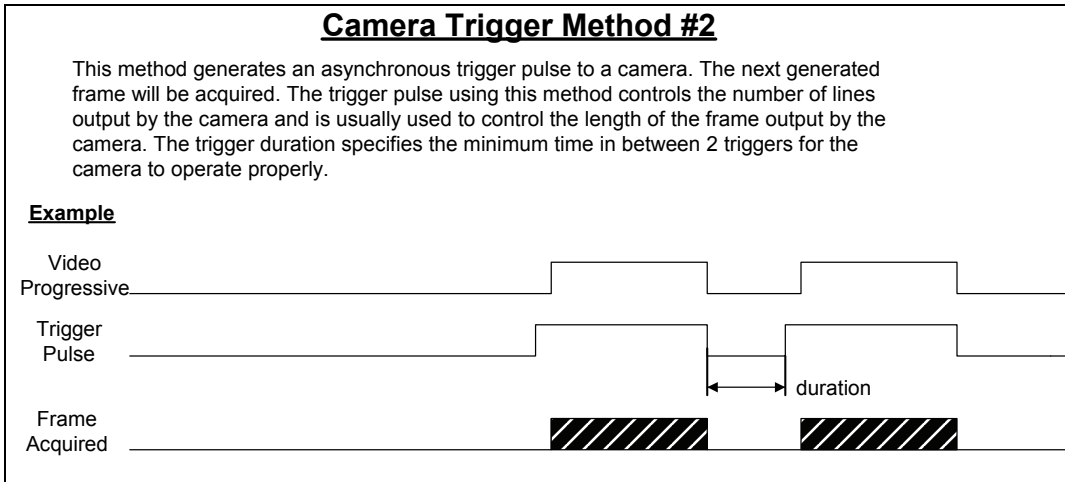 Camera Trigger Method #2
This method generates an asynchronous trigger pulse to a camera. The next generated
frame will be acquired. The trigger pulse using this method controls the number of lines
output by the camera and is usually used to control the length of the frame output by the
camera. The trigger duration specifies the minimum time in between 2 triggers for the
camera to operate properly.
Example
Video
Progressive
Trigger
Pulse
duration
Frame
Acquired